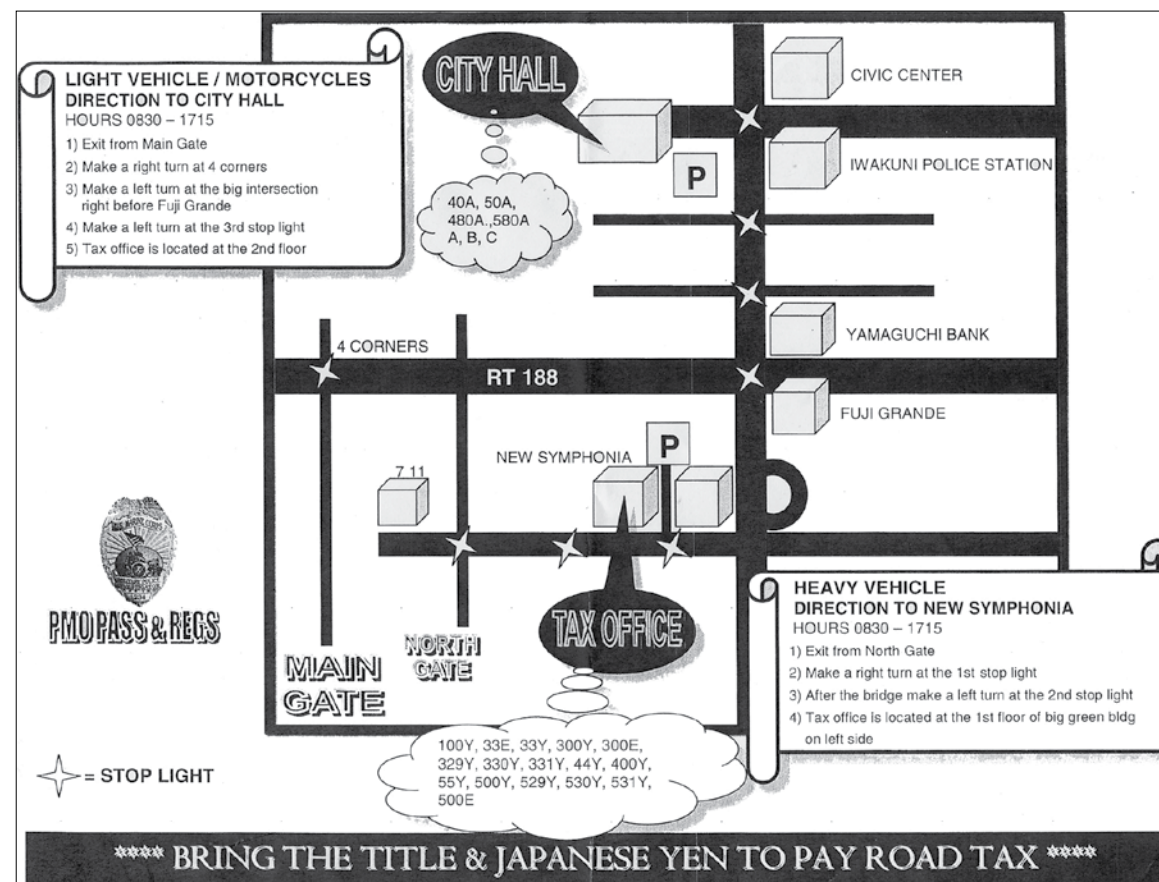 LIGHT VEHICLE / MOTORCYCLES
DIRECTION TO CITY HALL
HOURS 0830 – 1715
1) Exit from Main Gate
2) Make a right turn at 4 corners
3) Make a left turn at the big intersection
right before Fuji Grande
4) Make a left turn at the 3rd stop light
5) Tax office is located at the 2nd floor
CITY HALL
CIVIC CENTER
IWAKUNI POLICE STATION
P
40A, 50A,
480A.,580A
A, B, C
YAMAGUCHI BANK
4 CORNERS
RT 188
FUJI GRANDE
NEW SYMPHONIA
P
7 11
PMO PASS & REGS
MAIN
GATE
NORTH
GATE
TAX OFFICE
HEAVY VEHICLE
DIRECTION TO NEW SYMPHONIA
HOURS 0830 – 1715
1) Exit from North Gate
2) Make a right turn at the 1st stop light
3) After the bridge make a left turn at the 2nd stop light
4) Tax office is located at the 1st floor of big green bldg
on left side
100Y, 33E, 33Y, 300Y, 300E,
329Y, 330Y, 331Y, 44Y, 400Y,
55Y, 500Y, 529Y, 530Y, 531Y,
500E
= STOP LIGHT
**** BRING THE TITLE & JAPANESE YEN TO PAY ROAD TAX ****